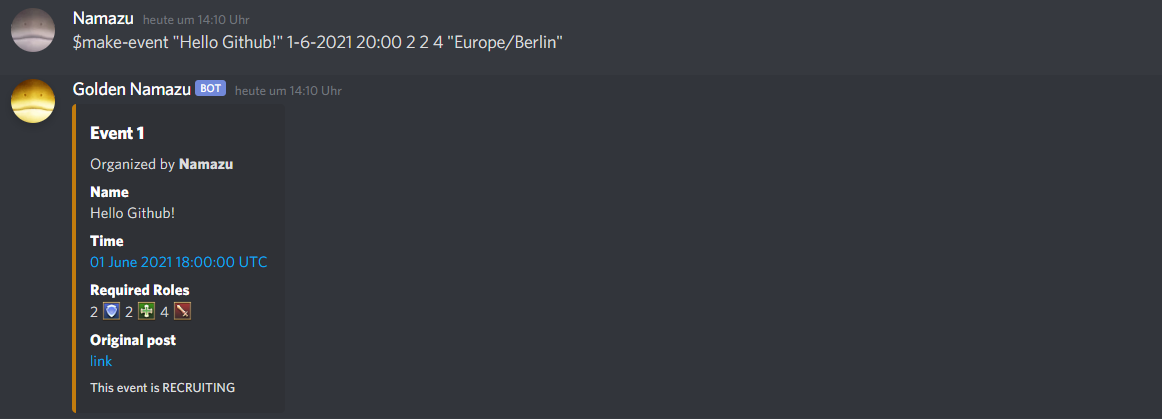 Namazu heute um 14:10 Uhr
$make-event "Hello Github!" 1-6-2021 20:00 2 2 4 "Europe/Berlin"
Golden Namazu BOT heute um 14:10 Uhr
Event 1
Organized by Namazu
Name
Hello Github!
Time
01 June 2021 18:00:00 UTC
Required Roles
2 2 4
Original post
link
This event is RECRUITING